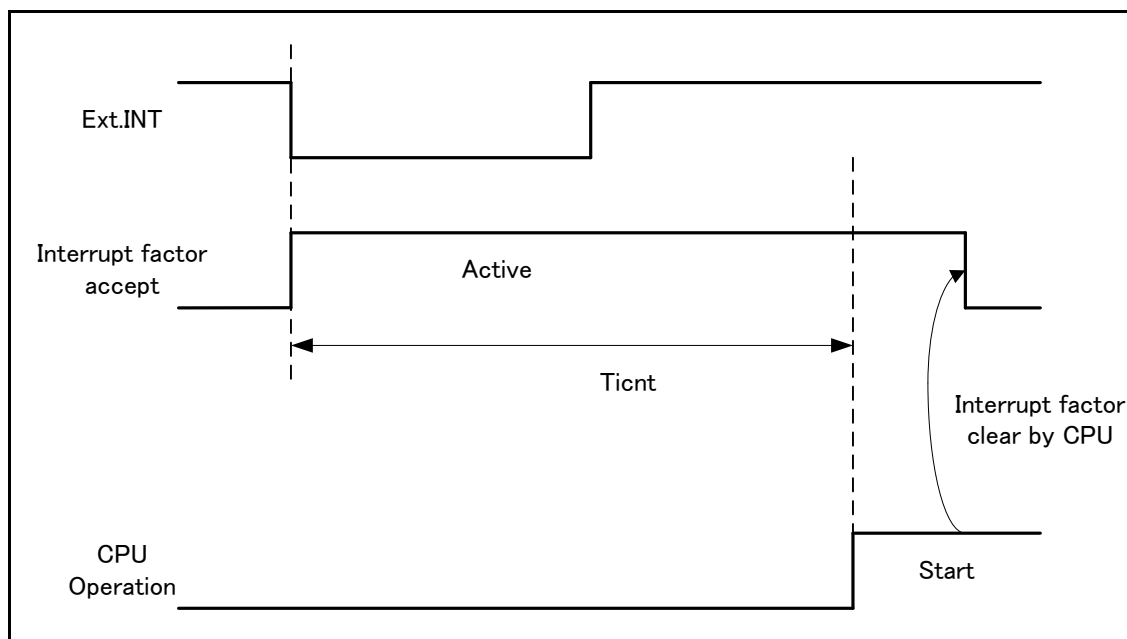 Ext.INT
Interrupt factor
accept
Active
Ticnt
Interrupt factor
clear by CPU
CPU
Operation
Start